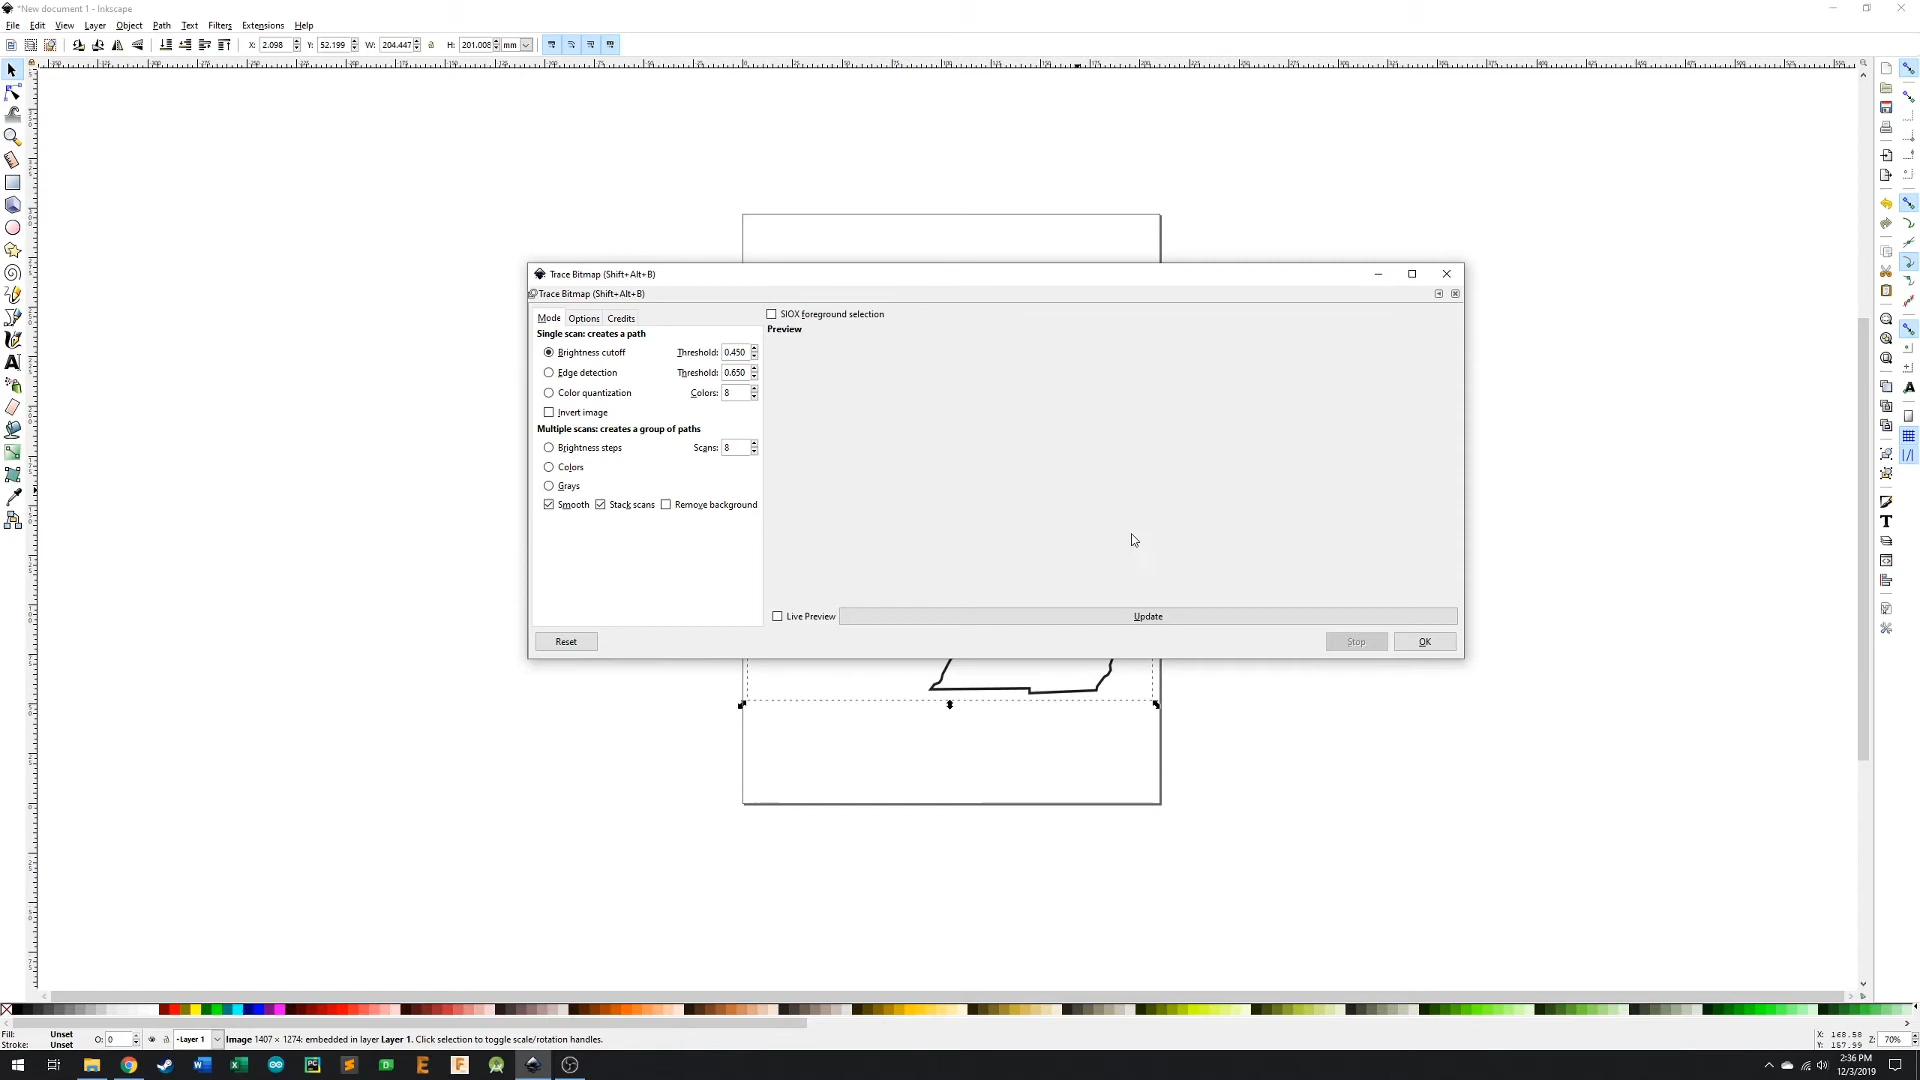 *New document 1 - Inkscape
File Edit View Layer Object Path Text Filters Extensions Help
X: 2.098 Y: 52.199 W: 204.447 H: 201.008 mm
Trace Bitmap (Shift+Alt+B)
Trace Bitmap (Shift+Alt+B)
Mode Options Credits
SIOX foreground selection
Preview
Single scan: creates a path
Brightness cutoff Threshold: 0.450
Edge detection Threshold: 0.650
Color quantization Colors: 8
Invert image
Multiple scans: creates a group of paths
Brightness steps Scans: 8
Colors
Grays
Smooth Stack scans Remove background
Live Preview Update
Reset Stop OK
Fill: Unset
Stroke: Unset
O: 0
-Layer 1
Image 1407 × 1274: embedded in layer Layer 1. Click selection to toggle scale/rotation handles.
X: 168.58
Y: 157.99
Z: 70%
2:36 PM
12/3/2019